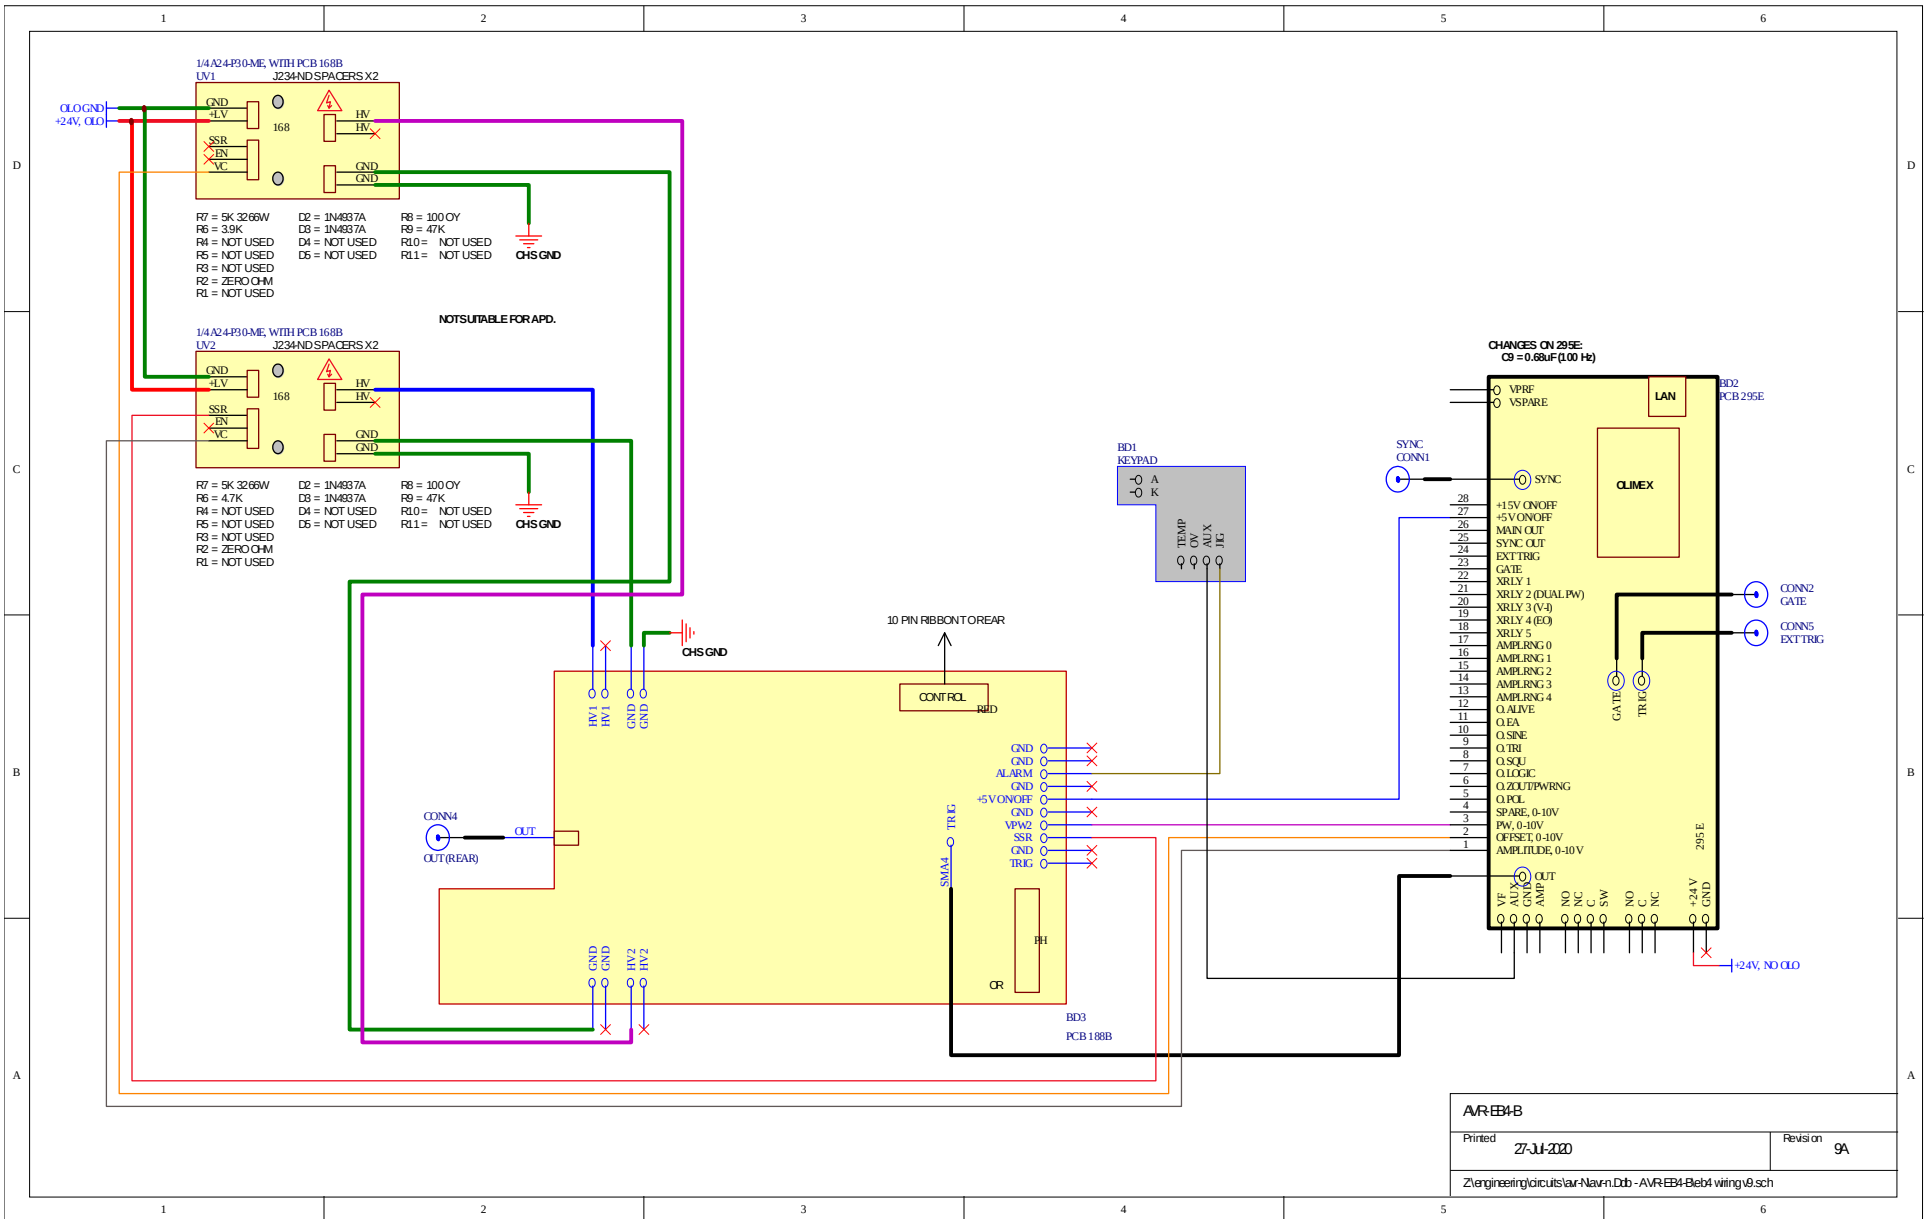 1 2 3 4 5 6
1/4 A24-P30-ME, WITH PCB 168B
UV1 J234-ND SPACERS X2
OLO GND
+24V, OLO
GND
+LV
168
SSR
EN
VC
HV
HV
GND
GND
D
D
R7 = 5K 3266W D2 = 1N4937A R8 = 100 OY
R6 = 3.9K D3 = 1N4937A R9 = 47K
R4 = NOT USED D4 = NOT USED R10 = NOT USED
R5 = NOT USED D5 = NOT USED R11 = NOT USED
R3 = NOT USED
R2 = ZERO OHM
R1 = NOT USED
CHS GND
NOT SUITABLE FOR APD.
1/4 A24-P30-ME, WITH PCB 168B
UV2 J234-ND SPACERS X2
GND
+LV
168
SSR
EN
VC
HV
HV
GND
GND
C
C
R7 = 5K 3266W D2 = 1N4937A R8 = 100 OY
R6 = 4.7K D3 = 1N4937A R9 = 47K
R4 = NOT USED D4 = NOT USED R10 = NOT USED
R5 = NOT USED D5 = NOT USED R11 = NOT USED
R3 = NOT USED
R2 = ZERO OHM
R1 = NOT USED
CHS GND
CHANGES ON 295E:
C9 = 0.68uF (100 Hz)
BD2
PCB 295E
VPRF
VSPARE
LAN
OLIMEX
SYNC
CONN1
SYNC
BD1
KEYPAD
A
K
TEMP
OV
AUX
JIG
28 +15V ON/OFF
27 +5V ON/OFF
26 MAIN OUT
25 SYNC OUT
24 EXT TRIG
23 GATE
22 XRLY 1
21 XRLY 2 (DUAL PW)
20 XRLY 3 (V-I)
19 XRLY 4 (EO)
18 XRLY 5
17 AMPLRNG 0
16 AMPLRNG 1
15 AMPLRNG 2
14 AMPLRNG 3
13 AMPLRNG 4
12 O.ALIVE
11 O.EA
10 O.SINE
9 O.TRI
8 O.SQU
7 O.LOGIC
6 O.ZOUT/PWRNG
5 O.POL
4 SPARE, 0-10V
3 PW, 0-10V
2 OFFSET, 0-10V
1 AMPLITUDE, 0-10V
CONN2
GATE
CONN5
EXT TRIG
GATE
TRIG
295 E
OUT
VF
AUX
GND
AMP
NO
NC
C
SW
NO
C
NC
+24 V
GND
+24V, NO OLO
10 PIN RIBBON TO REAR
CHS GND
HV1
HV1
GND
GND
CONTROL
RED
B
B
GND
GND
ALARM
GND
+5V ON/OFF
GND
VPW2
SSR
GND
TRIG
TRIG
SMA4
CONN4
OUT (REAR)
OUT
PH
OR
GND
GND
HV2
HV2
BD3
PCB 188B
A
A
AVR-EB4-B
Printed 27-Jul-2020
Revision 9A
Z:\engineering\circuits\avr-N\avr-n.Ddb - AVR-EB4-B\eb4 wiring v9.sch
1 2 3 4 5 6